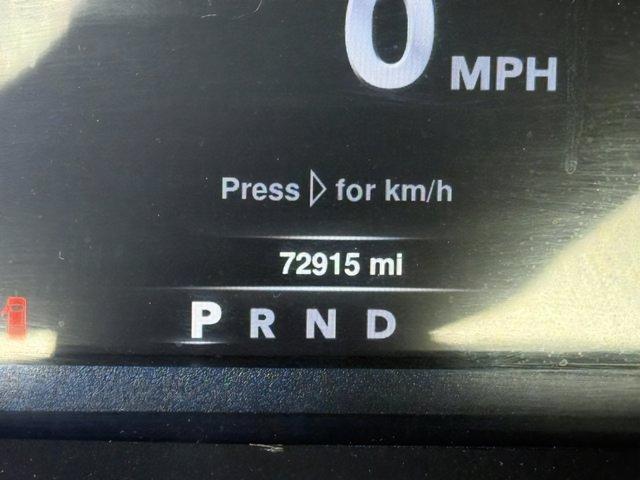 0 MPH
Press ▷ for km/h
72915 mi
P R N D